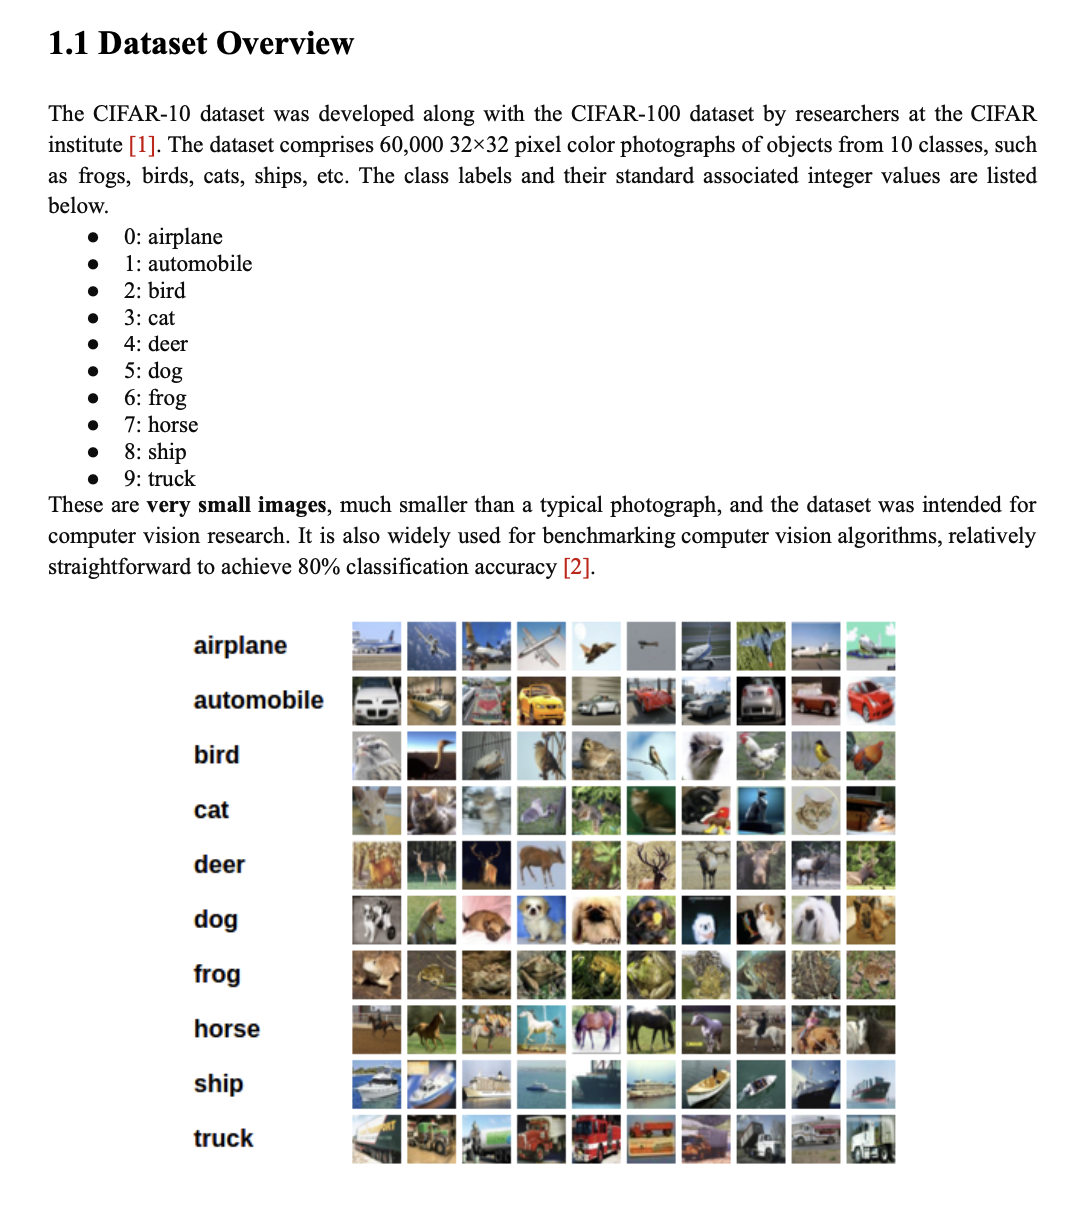 1.1 Dataset Overview
The CIFAR-10 dataset was developed along with the CIFAR-100 dataset by researchers at the CIFAR
institute [1]. The dataset comprises 60,000 32×32 pixel color photographs of objects from 10 classes, such
as frogs, birds, cats, ships, etc. The class labels and their standard associated integer values are listed
below.
● 0: airplane
● 1: automobile
● 2: bird
● 3: cat
● 4: deer
● 5: dog
● 6: frog
● 7: horse
● 8: ship
● 9: truck
These are very small images, much smaller than a typical photograph, and the dataset was intended for
computer vision research. It is also widely used for benchmarking computer vision algorithms, relatively
straightforward to achieve 80% classification accuracy [2].
airplane
automobile
bird
cat
deer
dog
frog
horse
ship
truck